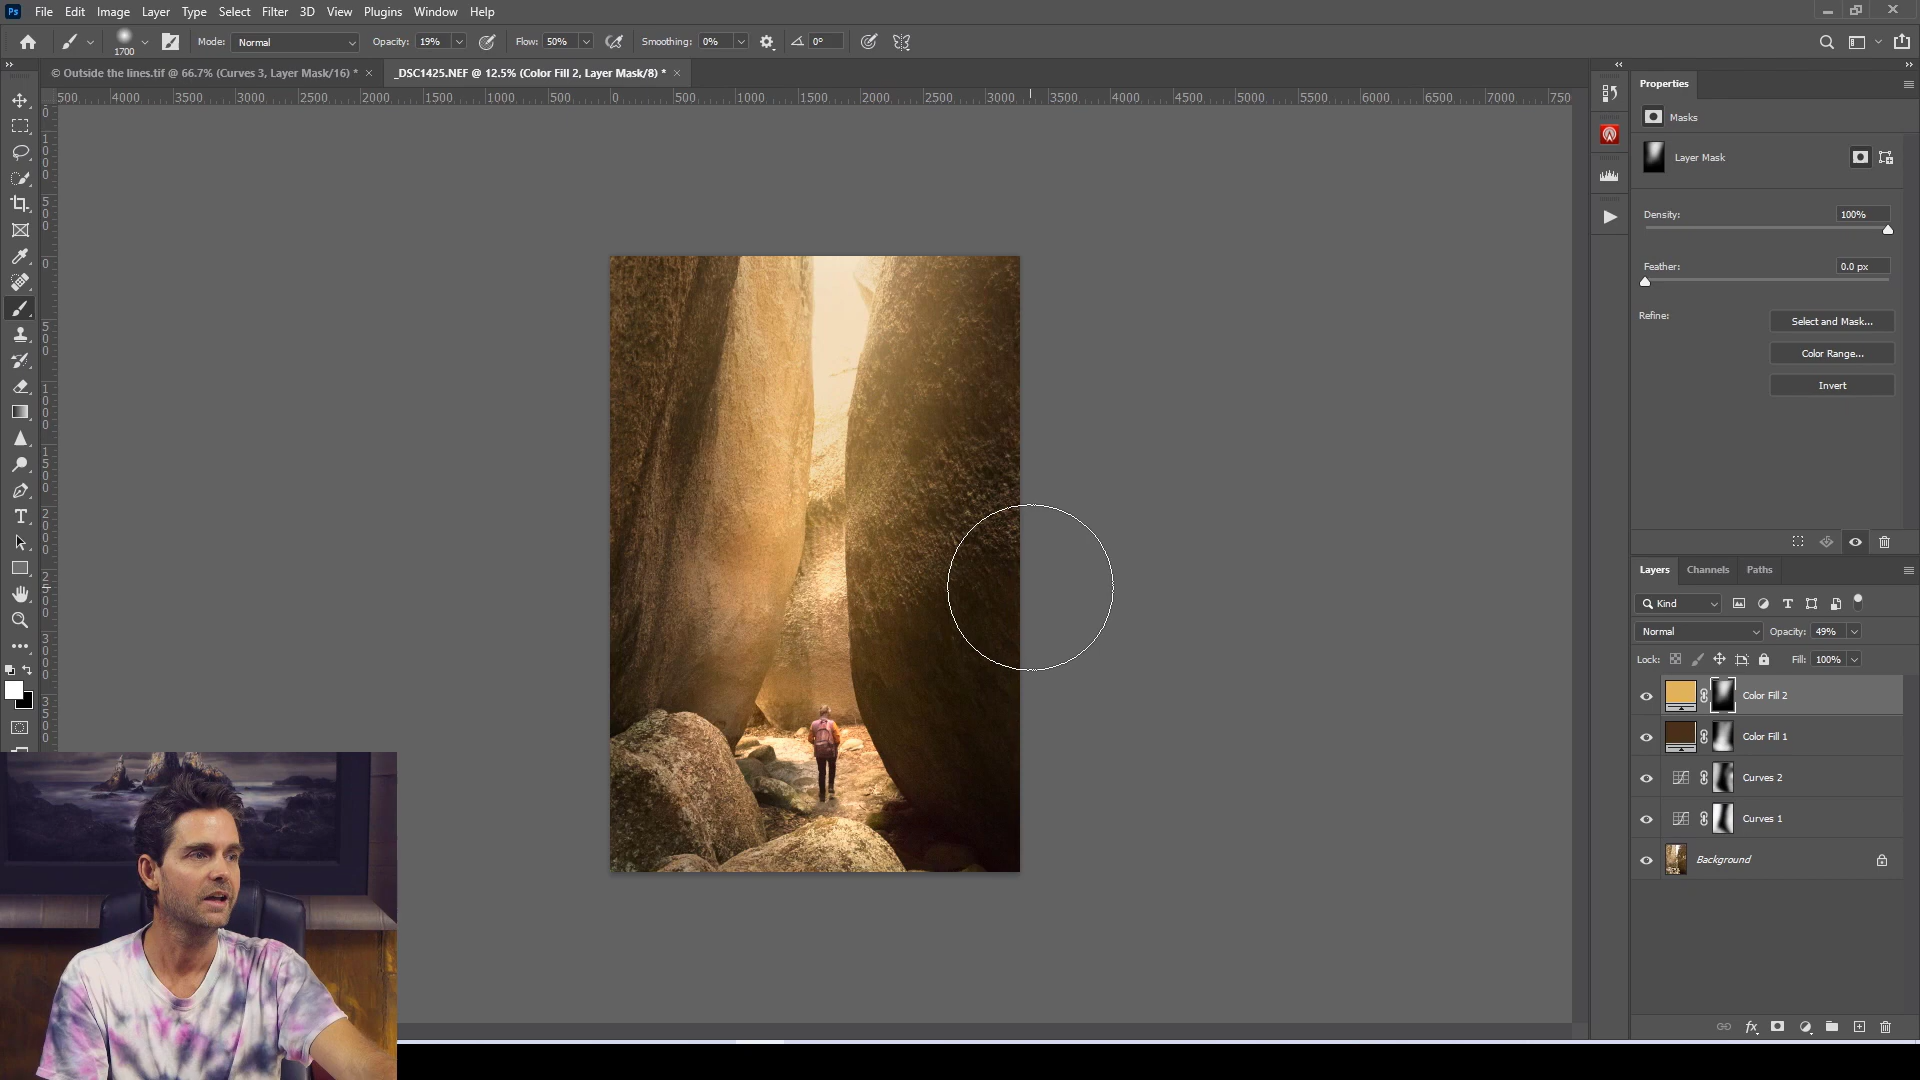 Ps File Edit Image Layer Type Select Filter 3D View Plugins Window Help
1700 Mode: Normal Opacity: 19% Flow: 50% Smoothing: 0% 0°
© Outside the lines.tif @ 66.7% (Curves 3, Layer Mask/16) * × _DSC1425.NEF @ 12.5% (Color Fill 2, Layer Mask/8) * ×
500 4000 3500 3000 2500 2000 1500 1000 500 0 500 1000 1500 2000 2500 3000 3500 4000 4500 5000 5500 6000 6500 7000 750
Properties
Masks
Layer Mask
Density: 100%
Feather: 0.0 px
Refine: Select and Mask...
Color Range...
Invert
Layers Channels Paths
Kind
Normal Opacity: 49%
Lock: Fill: 100%
Color Fill 2
Color Fill 1
Curves 2
Curves 1
Background
fx